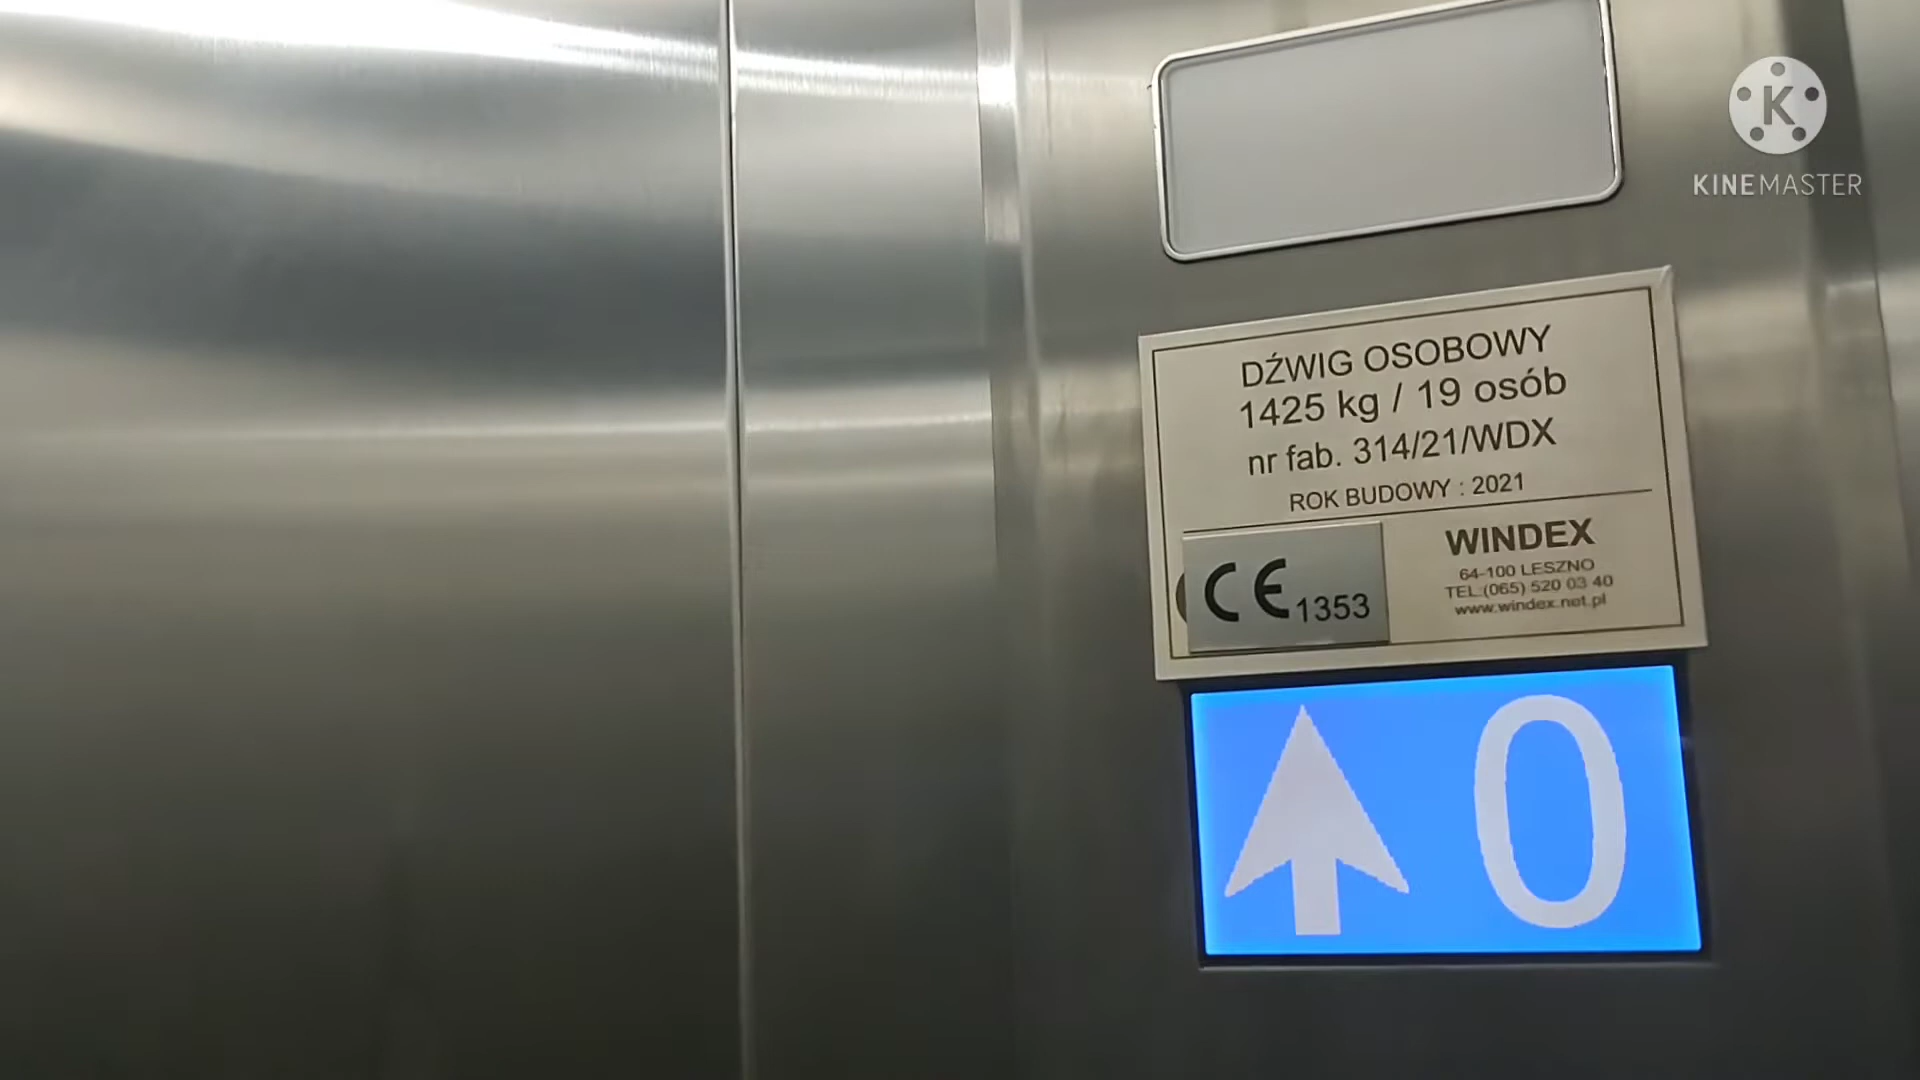 K
KINEMASTER
DŹWIG OSOBOWY
1425 kg / 19 osób
nr fab. 314/21/WDX
ROK BUDOWY : 2021
CE 1353
WINDEX
64-100 LESZNO
TEL:(065) 520 03 40
www.windex.net.pl
0